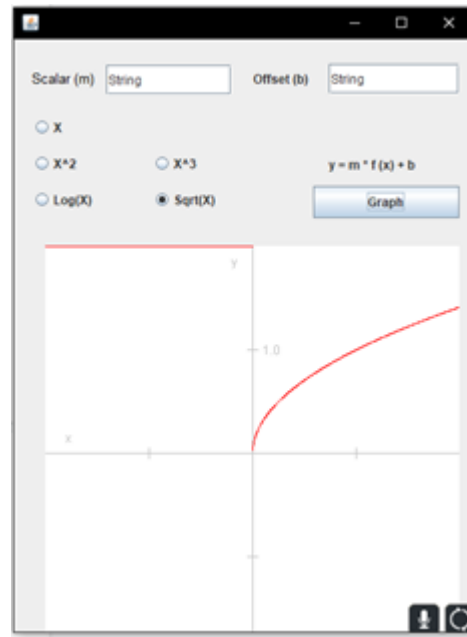 Scalar (m) String Offset (b) String
X
X^2 X^3 y = m * f (x) + b
Log(X) Sqrt(X) Graph
y
1.0
x